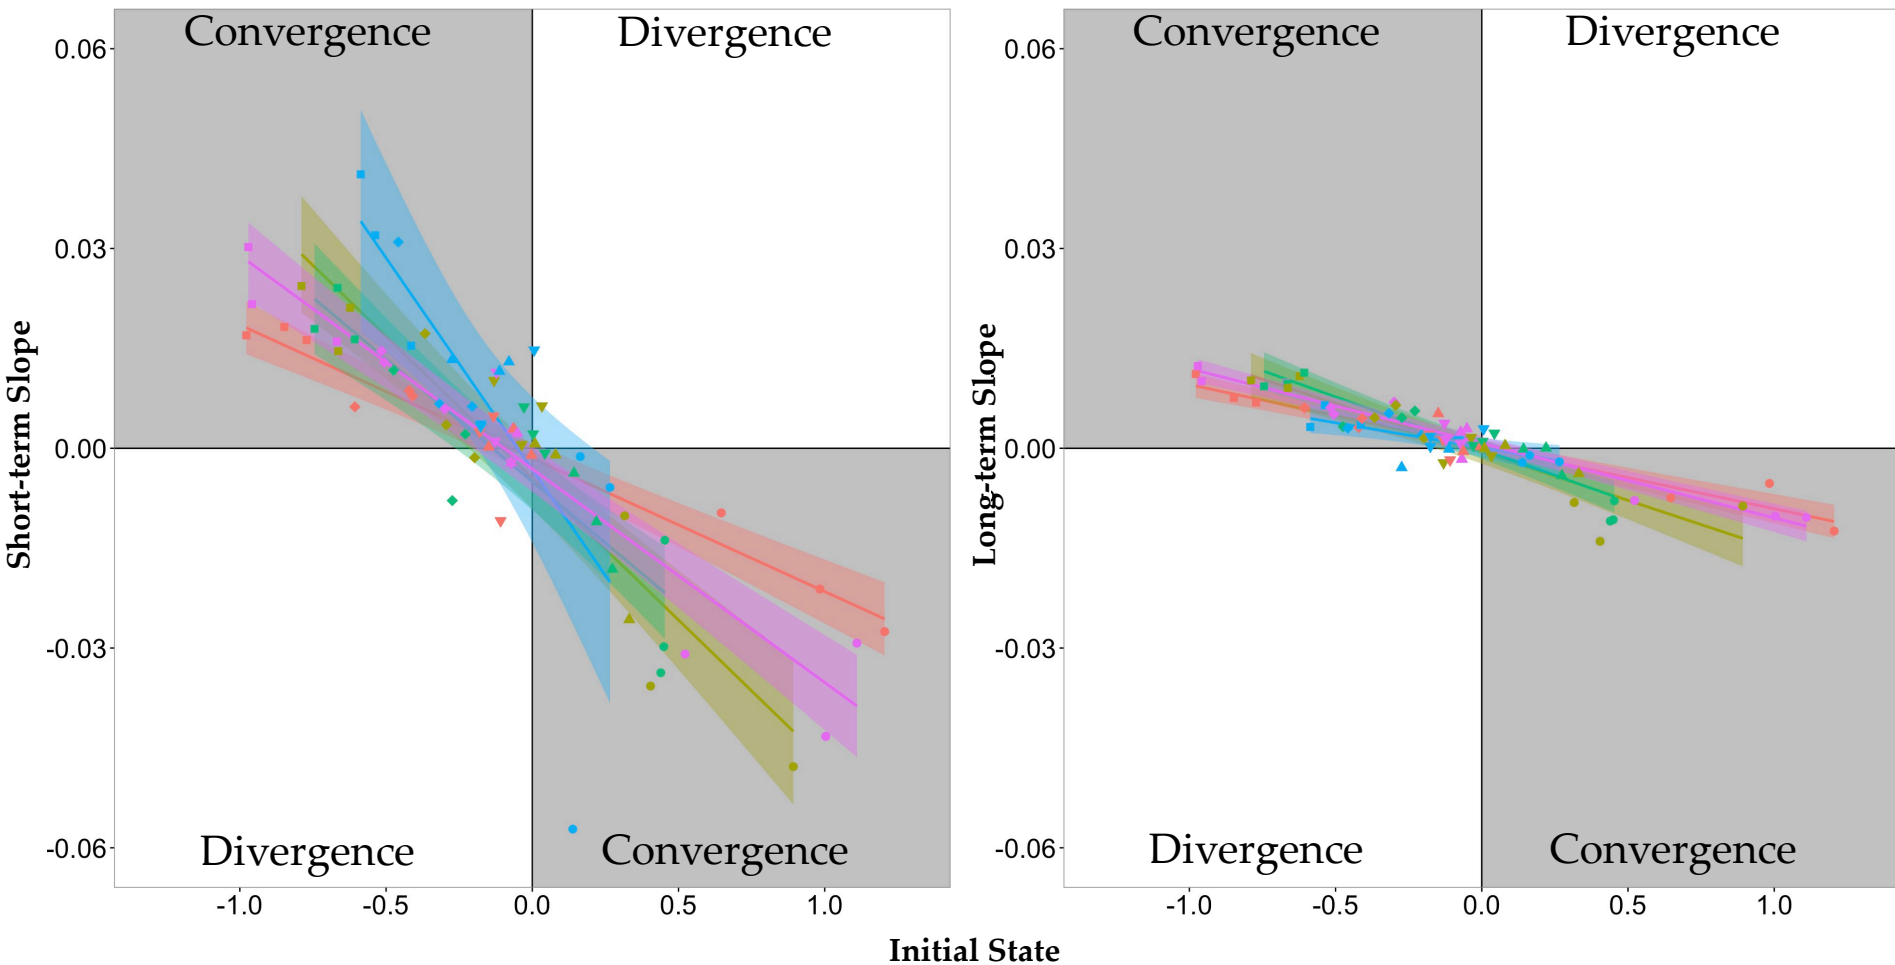 Convergence
Divergence
0.06
0.03
0.00
-0.03
-0.06
Short-term Slope
Divergence
Convergence
-1.0
-0.5
0.0
0.5
1.0
Convergence
Divergence
0.06
0.03
0.00
-0.03
-0.06
Long-term Slope
Divergence
Convergence
-1.0
-0.5
0.0
0.5
1.0
Initial State